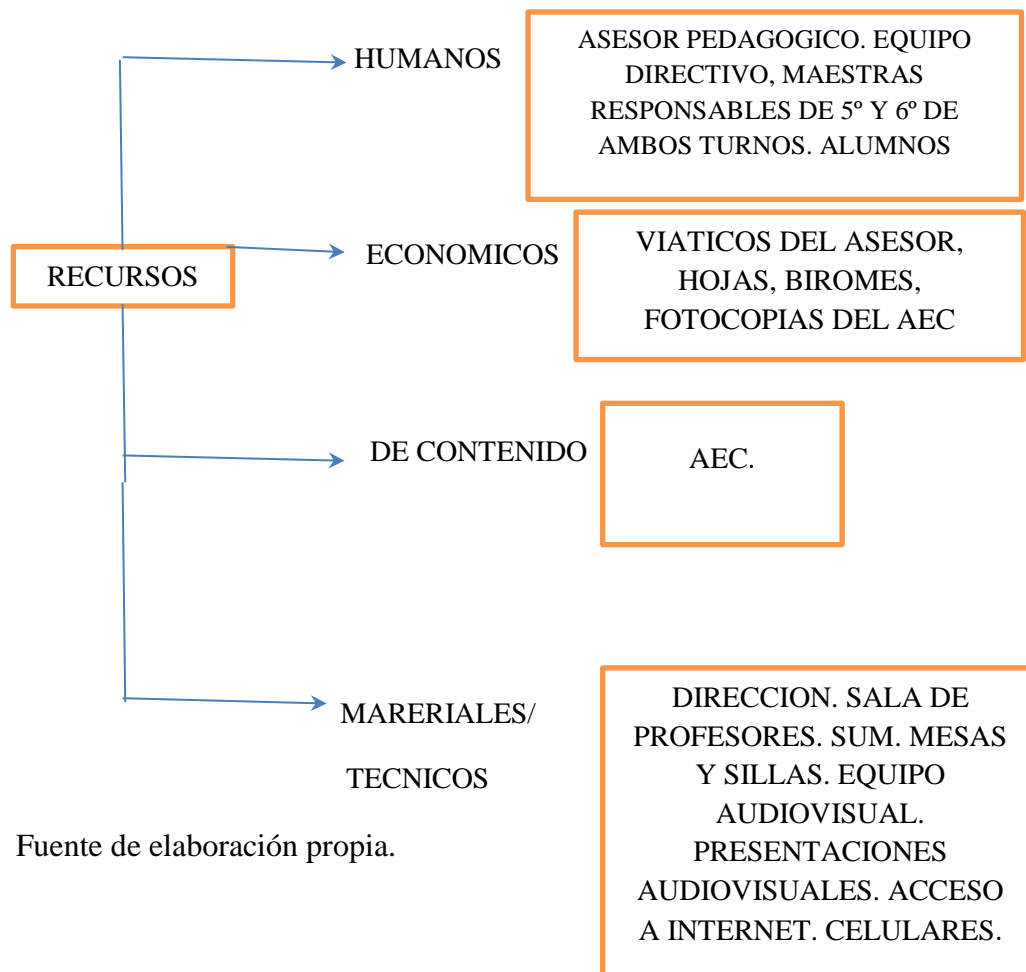 HUMANOS
ASESOR PEDAGOGICO. EQUIPO
DIRECTIVO, MAESTRAS
RESPONSABLES DE 5º Y 6º DE
AMBOS TURNOS. ALUMNOS
RECURSOS
ECONOMICOS
VIATICOS DEL ASESOR,
HOJAS, BIROMES,
FOTOCOPIAS DEL AEC
DE CONTENIDO
AEC.
MARERIALES/
TECNICOS
DIRECCION. SALA DE
PROFESORES. SUM. MESAS
Y SILLAS. EQUIPO
AUDIOVISUAL.
PRESENTACIONES
AUDIOVISUALES. ACCESO
A INTERNET. CELULARES.
Fuente de elaboración propia.